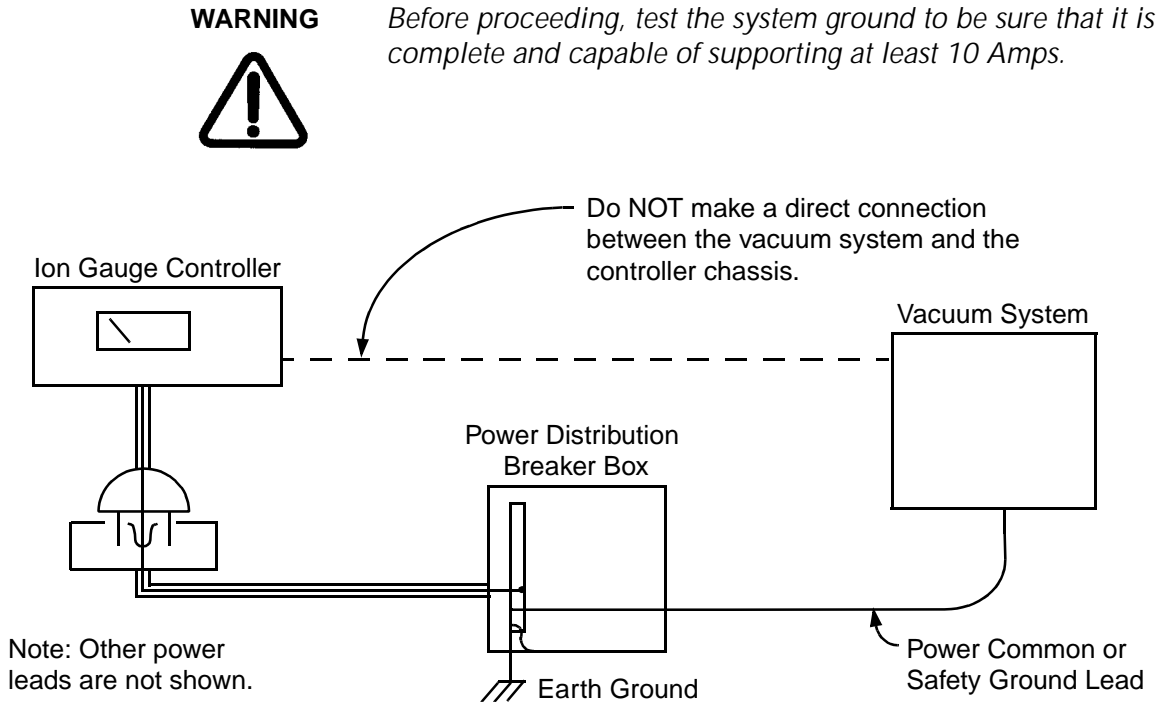 WARNING
Before proceeding, test the system ground to be sure that it is
complete and capable of supporting at least 10 Amps.
Do NOT make a direct connection
between the vacuum system and the
controller chassis.
Ion Gauge Controller
Vacuum System
Power Distribution
Breaker Box
Note: Other power
leads are not shown.
Earth Ground
Power Common or
Safety Ground Lead